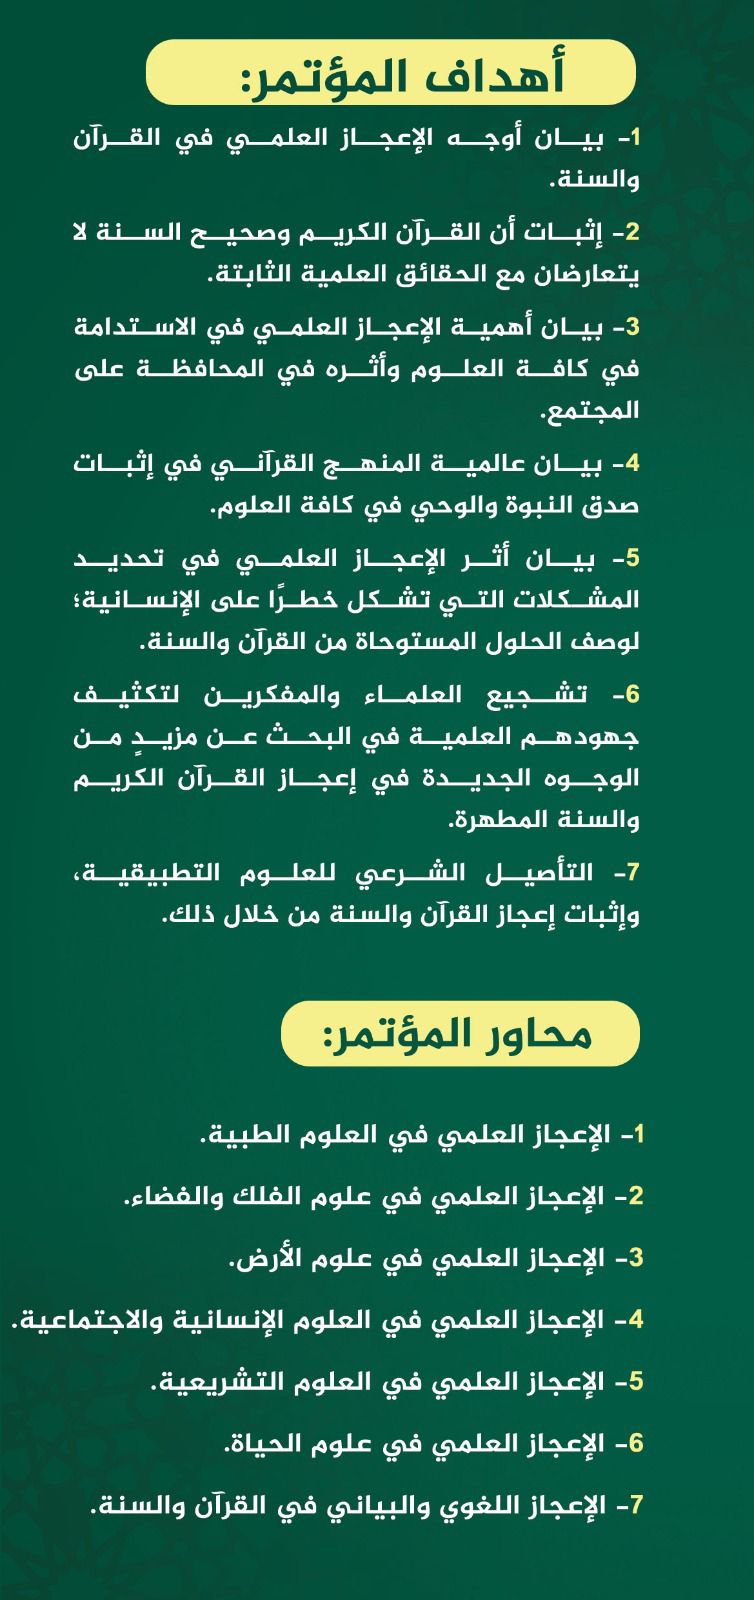 أهداف المؤتمر:
1- بيان أوجه الإعجاز العلمي في القرآن
والسنة.
2- إثبات أن القرآن الكريم وصحيح السنة لا
يتعارضان مع الحقائق العلمية الثابتة.
3- بيان أهمية الإعجاز العلمي في الاستدامة
في كافة العلوم وأثره في المحافظة على
المجتمع.
4- بيان عالمية المنهج القرآني في إثبات
صدق النبوة والوحي في كافة العلوم.
5- بيان أثر الإعجاز العلمي في تحديد
المشكلات التي تشكل خطرًا على الإنسانية؛
لوصف الحلول المستوحاة من القرآن والسنة.
6- تشجيع العلماء والمفكرين لتكثيف
جهودهم العلمية في البحث عن مزيدٍ من
الوجوه الجديدة في إعجاز القرآن الكريم
والسنة المطهرة.
7- التأصيل الشرعي للعلوم التطبيقية،
وإثبات إعجاز القرآن والسنة من خلال ذلك.
محاور المؤتمر:
1- الإعجاز العلمي في العلوم الطبية.
2- الإعجاز العلمي في علوم الفلك والفضاء.
3- الإعجاز العلمي في علوم الأرض.
4- الإعجاز العلمي في العلوم الإنسانية والاجتماعية.
5- الإعجاز العلمي في العلوم التشريعية.
6- الإعجاز العلمي في علوم الحياة.
7- الإعجاز اللغوي والبياني في القرآن والسنة.